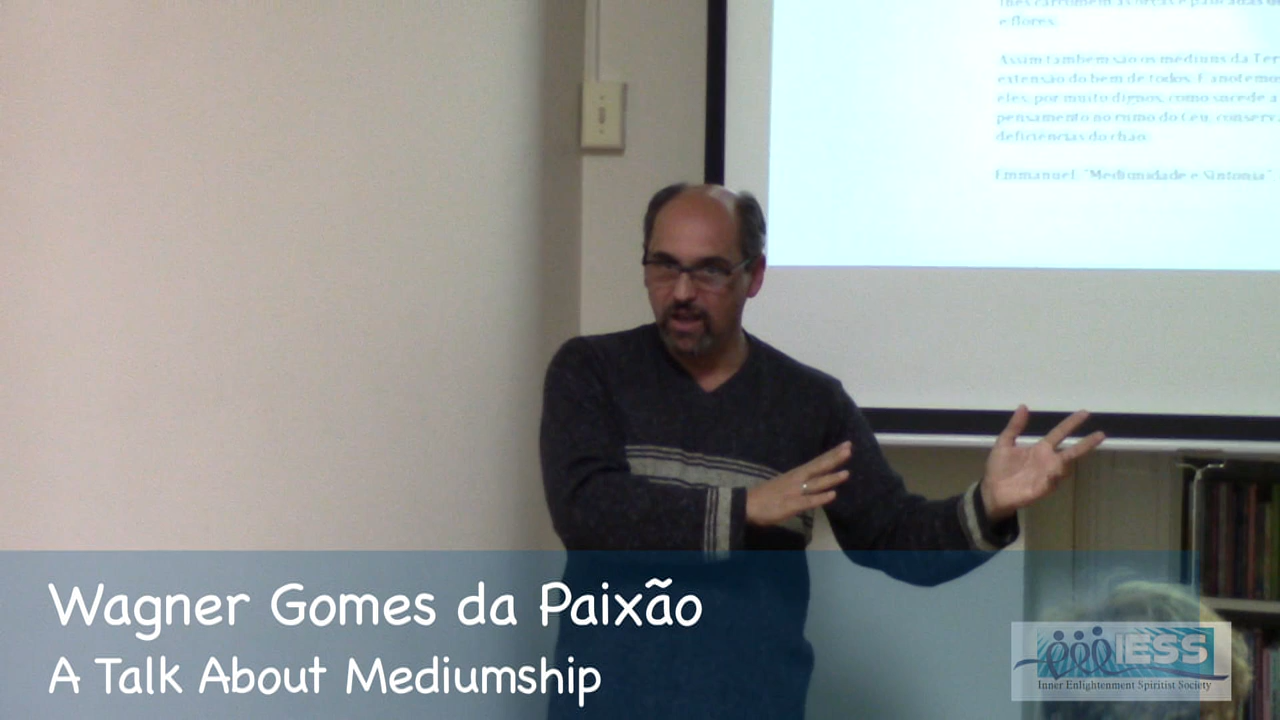 e flores.
Assim também são os médiuns da Ter
extensão do bem de todos. E anotemos
eles, por muito dignos, como sucede a
pensamento no rumo do Céu, conserv
deficiências do chão.
Emmanuel. "Mediunidade e Sintonia"
Wagner Gomes da Paixão
A Talk About Mediumship
IESS
Inner Enlightenment Spiritist Society